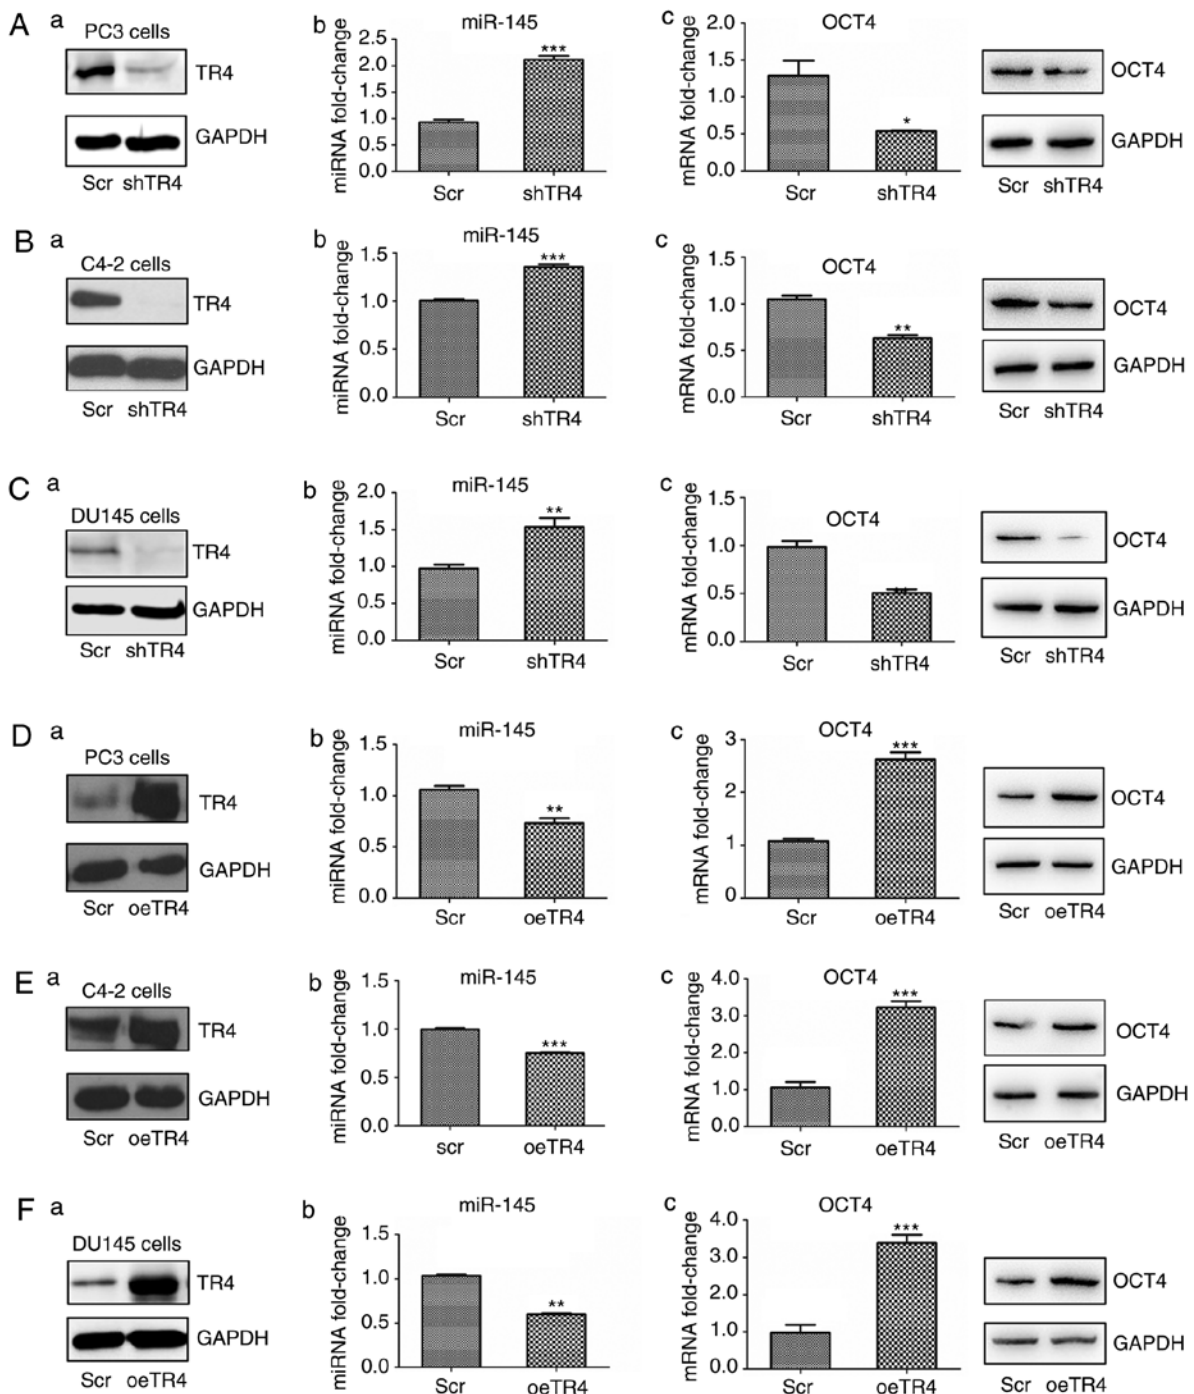 A a b c
PC3 cells
TR4
GAPDH
Scr shTR4
miR-145
miRNA fold-change
2.5
2.0
1.5
1.0
0.5
0.0
***
Scr shTR4
OCT4
mRNA fold-change
2.0
1.5
1.0
0.5
0.0
*
Scr shTR4
OCT4
GAPDH
Scr shTR4
B a b c
C4-2 cells
TR4
GAPDH
Scr shTR4
miR-145
miRNA fold-change
1.5
1.0
0.5
0.0
***
Scr shTR4
OCT4
mRNA fold-change
1.5
1.0
0.5
0.0
**
Scr shTR4
OCT4
GAPDH
Scr shTR4
C a b c
DU145 cells
TR4
GAPDH
Scr shTR4
miR-145
miRNA fold-change
2.0
1.5
1.0
0.5
0.0
**
Scr shTR4
OCT4
mRNA fold-change
1.5
1.0
0.5
0.0
Scr shTR4
OCT4
GAPDH
Scr shTR4
D a b c
PC3 cells
TR4
GAPDH
Scr oeTR4
miR-145
miRNA fold-change
1.5
1.0
0.5
0.0
**
Scr oeTR4
OCT4
mRNA fold-change
3
2
1
0
***
Scr oeTR4
OCT4
GAPDH
Scr oeTR4
E a b c
C4-2 cells
TR4
GAPDH
Scr oeTR4
miR-145
miRNA fold-change
1.5
1.0
0.5
0.0
***
scr oeTR4
OCT4
mRNA fold-change
4.0
3.0
2.0
1.0
0.0
***
Scr oeTR4
OCT4
GAPDH
Scr oeTR4
F a b c
DU145 cells
TR4
GAPDH
Scr oeTR4
miR-145
miRNA fold-change
1.5
1.0
0.5
0.0
**
Scr oeTR4
OCT4
mRNA fold-change
4.0
3.0
2.0
1.0
0.0
***
Scr oeTR4
OCT4
GAPDH
Scr oeTR4